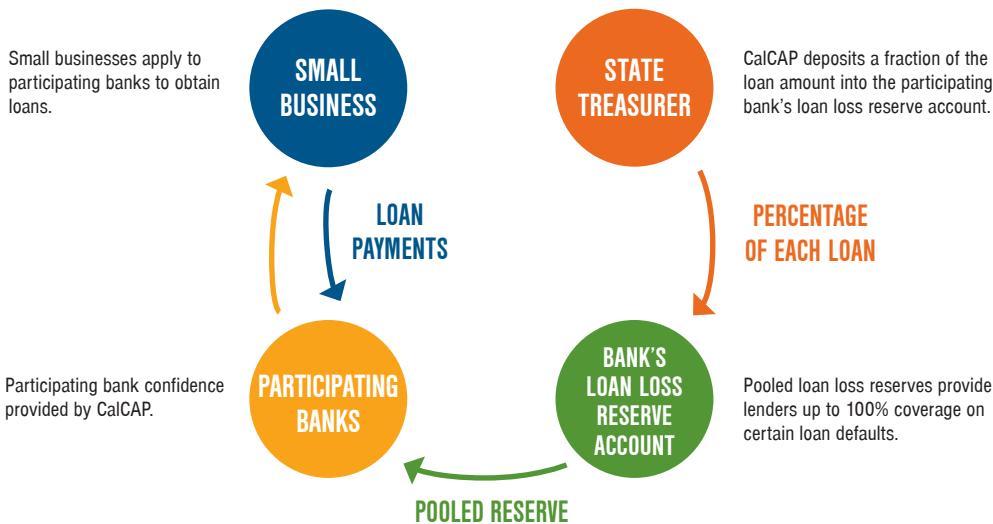 Small businesses apply to
participating banks to obtain
loans.
SMALL
BUSINESS
STATE
TREASURER
CalCAP deposits a fraction of the
loan amount into the participating
bank’s loan loss reserve account.
LOAN
PAYMENTS
PERCENTAGE
OF EACH LOAN
Participating bank confidence
provided by CalCAP.
PARTICIPATING
BANKS
BANK’S
LOAN LOSS
RESERVE
ACCOUNT
Pooled loan loss reserves provide
lenders up to 100% coverage on
certain loan defaults.
POOLED RESERVE